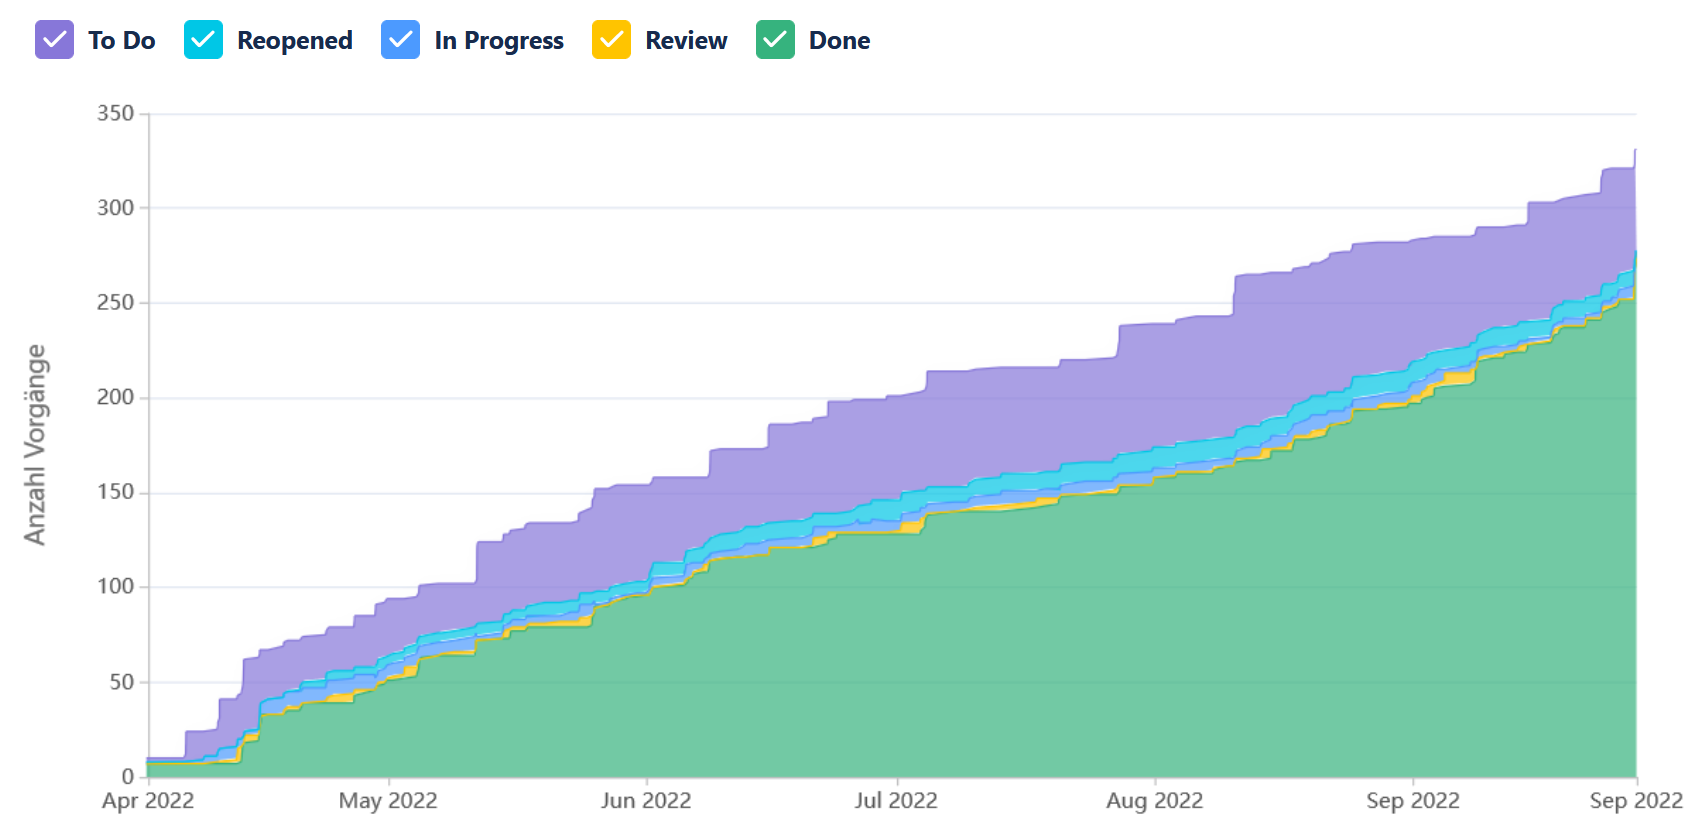 To Do Reopened In Progress Review Done
350
300
250
200
150
100
50
0
Anzahl Vorgänge
Apr 2022 May 2022 Jun 2022 Jul 2022 Aug 2022 Sep 2022 Sep 2022